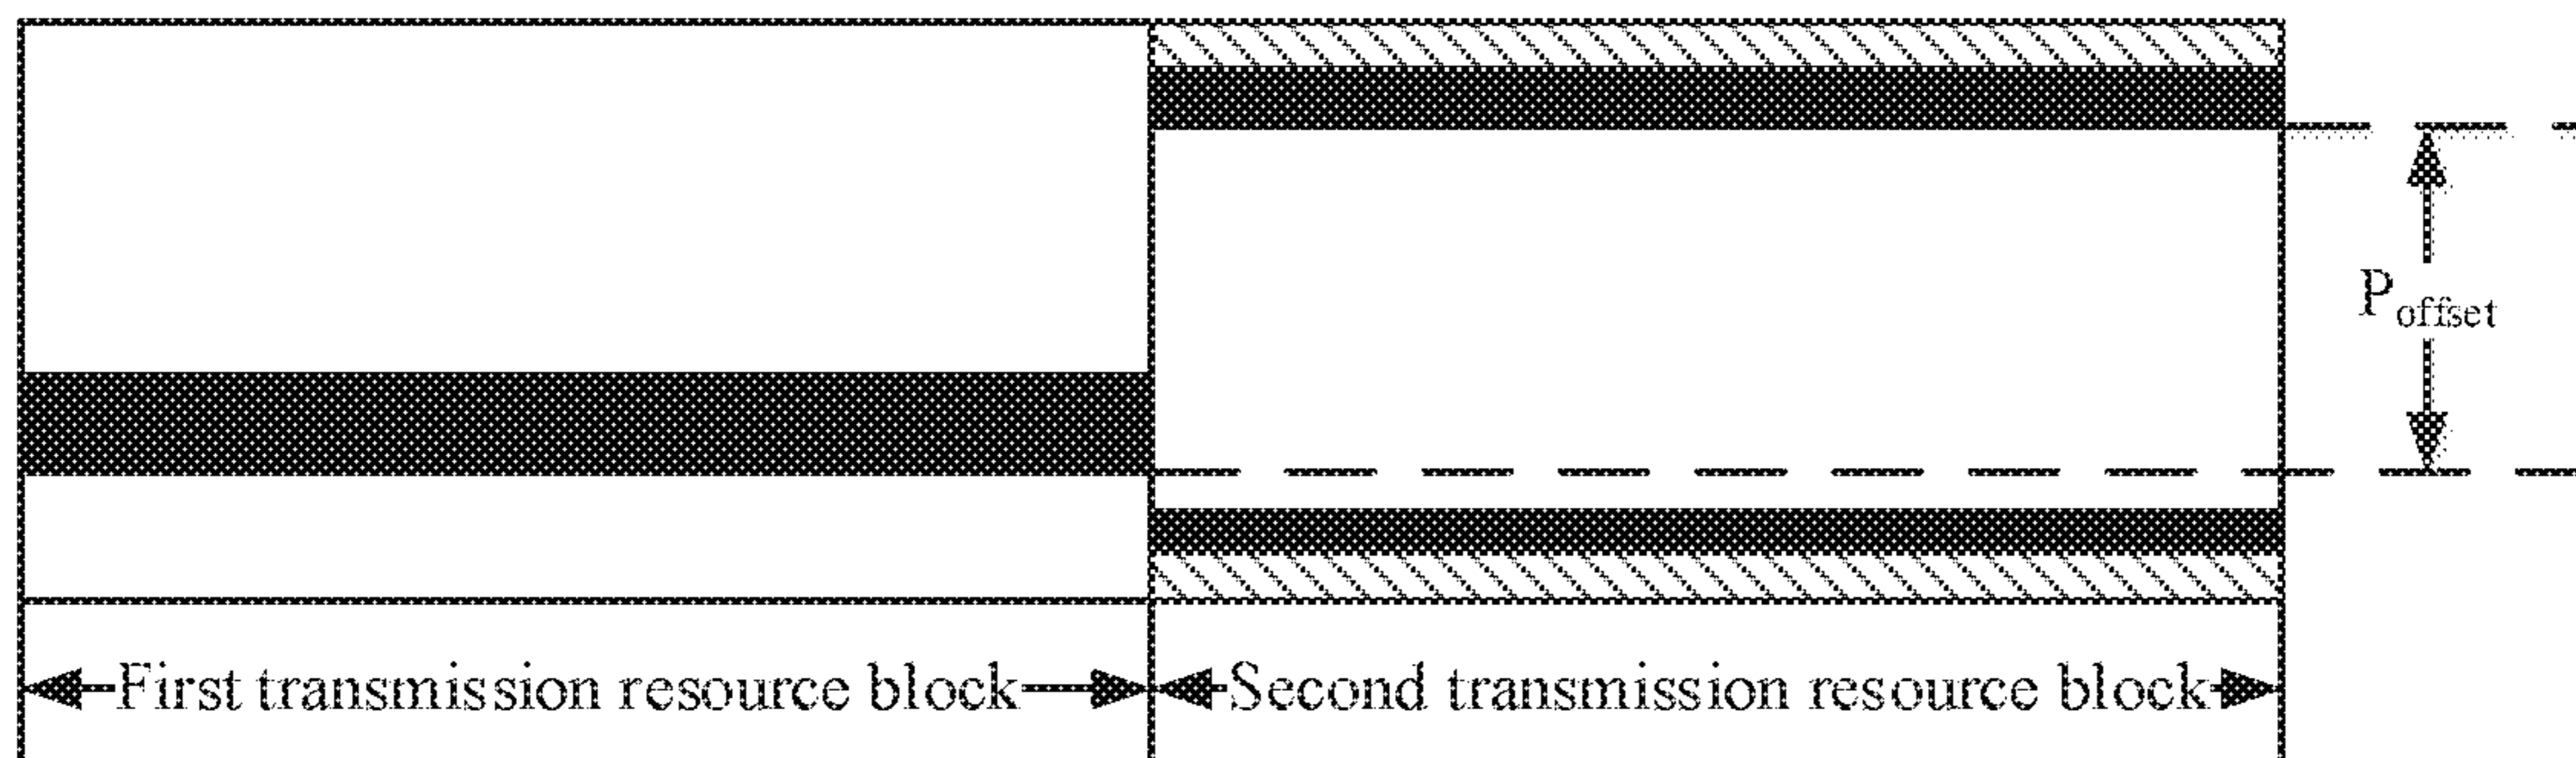 P_offset
First transmission resource block
Second transmission resource block